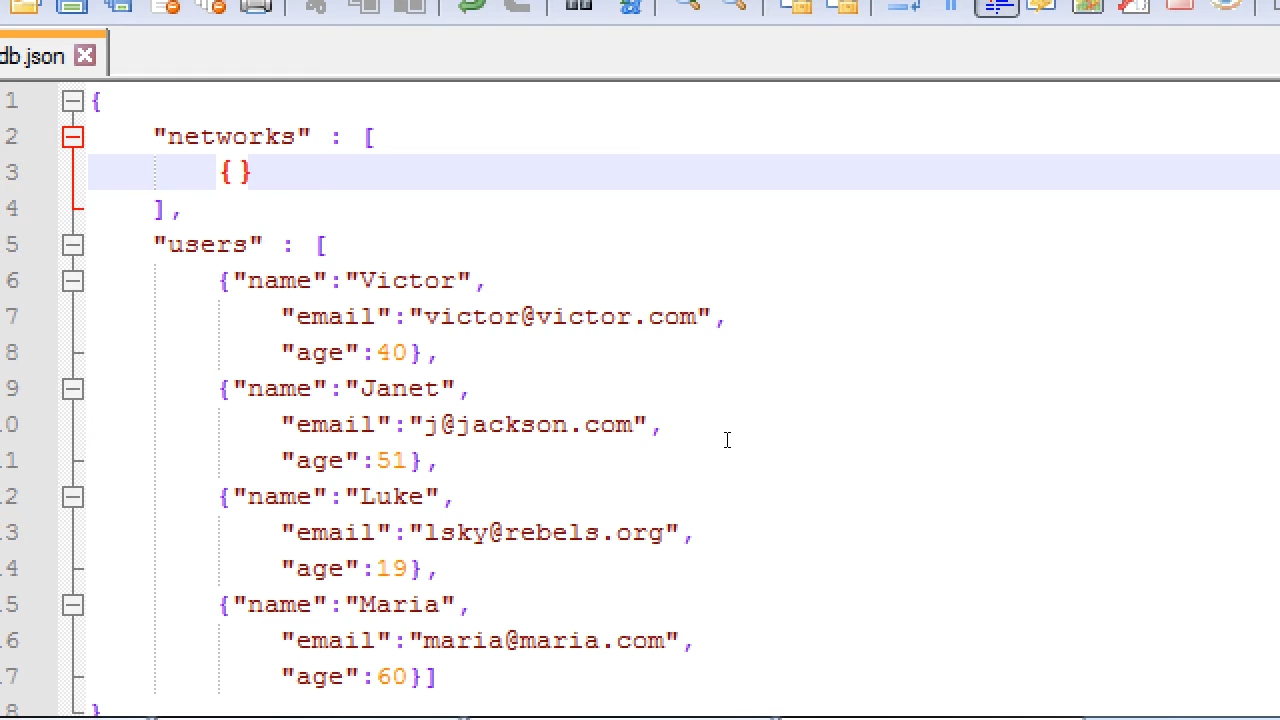 db.json
1 {
2 "networks" : [
3 {}
4 ],
5 "users" : [
6 {"name":"Victor",
7 "email":"victor@victor.com",
8 "age":40},
9 {"name":"Janet",
0 "email":"j@jackson.com",
1 "age":51},
2 {"name":"Luke",
3 "email":"lsky@rebels.org",
4 "age":19},
5 {"name":"Maria",
6 "email":"maria@maria.com",
7 "age":60}]
8 }